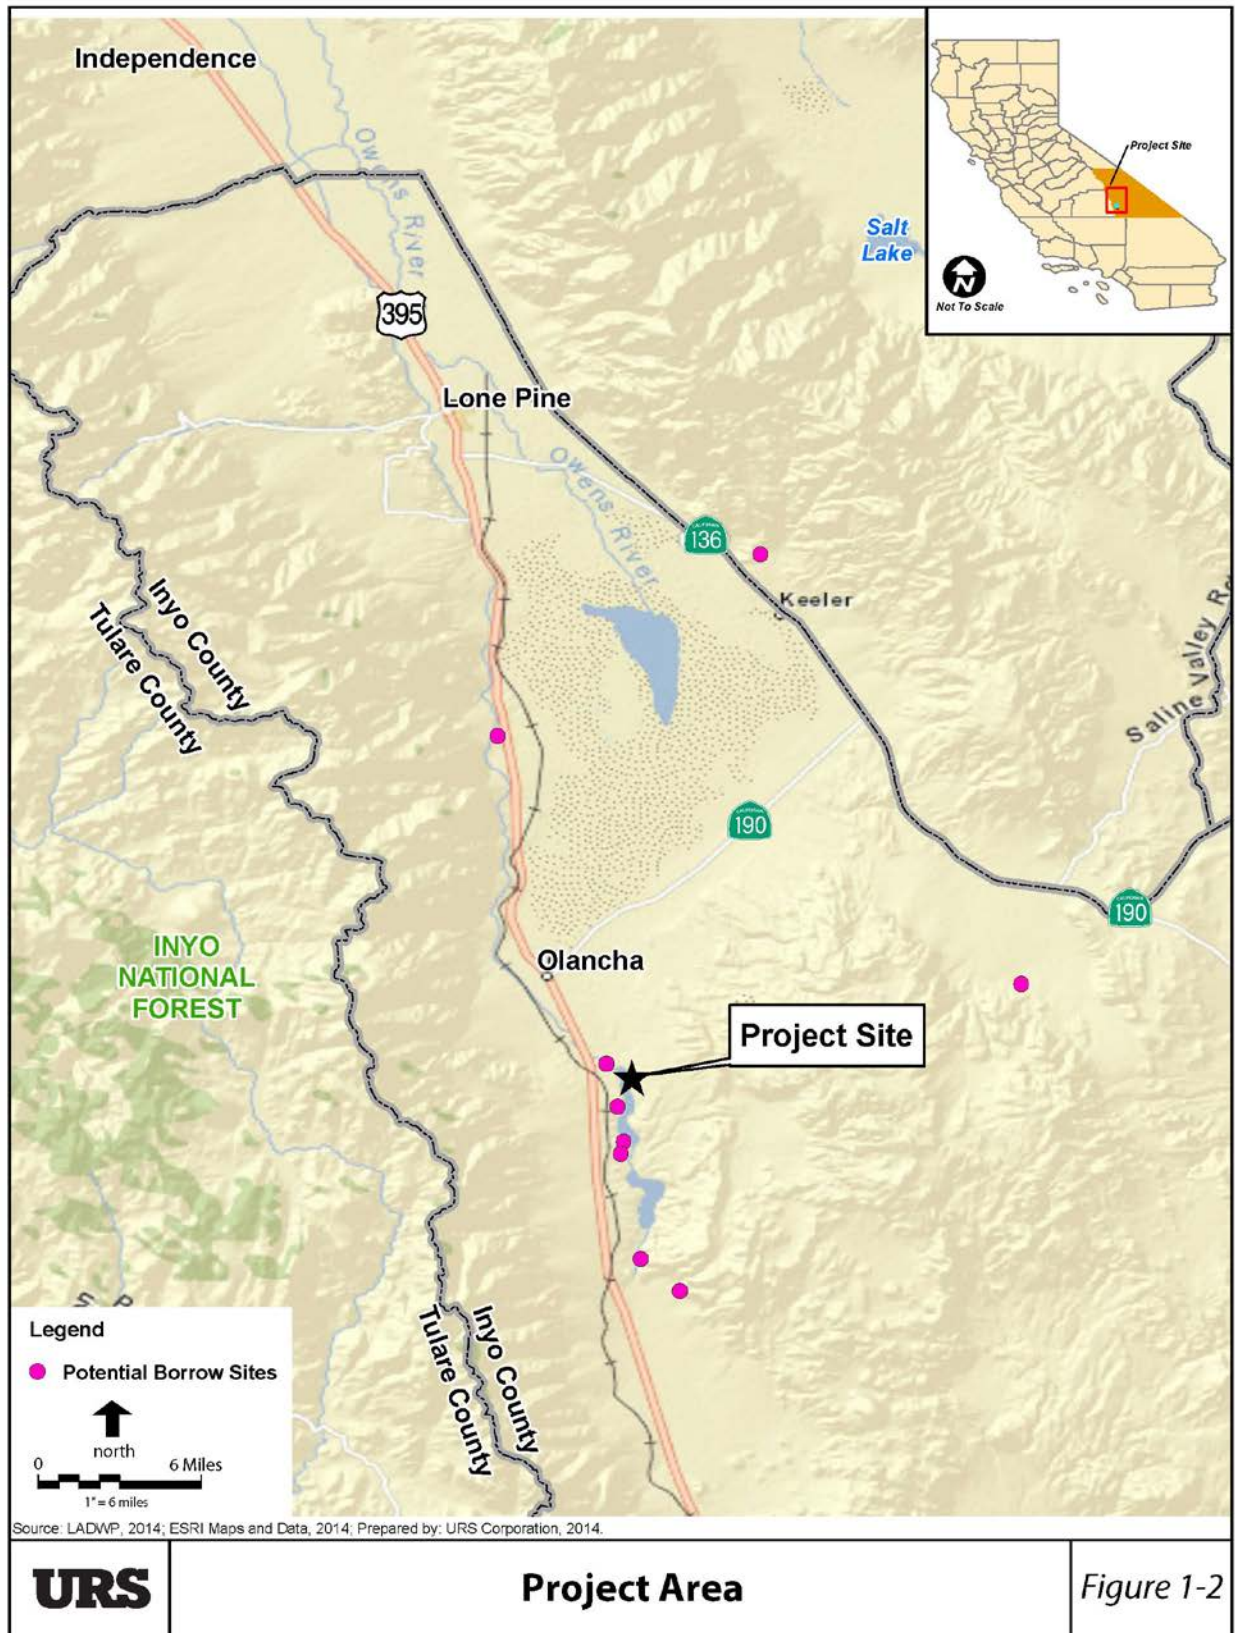 Independence
Project Site
Not To Scale
N
Owens River
Salt
Lake
395
Lone Pine
Owens River
CALIFORNIA
136
Keeler
Inyo County
Tulare County
Saline Valley Rd
190
INYO
NATIONAL
FOREST
Olancha
190
Project Site
Inyo County
Tulare County
Legend
Potential Borrow Sites
north
0 6 Miles
1" = 6 miles
Source: LADWP, 2014; ESRI Maps and Data, 2014; Prepared by: URS Corporation, 2014.
URS
Project Area
Figure 1-2